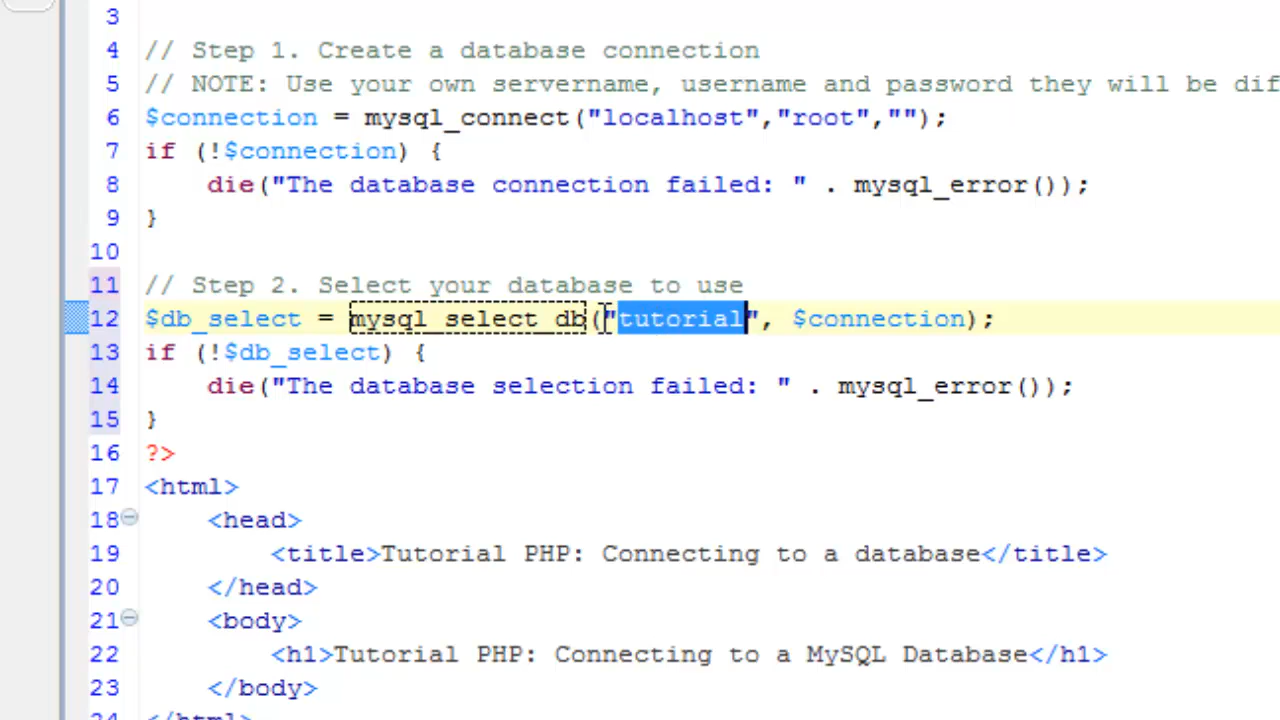 3
4 // Step 1. Create a database connection
5 // NOTE: Use your own servername, username and password they will be dif
6 $connection = mysql_connect("localhost","root","");
7 if (!$connection) {
8 die("The database connection failed: " . mysql_error());
9 }
10
11 // Step 2. Select your database to use
12 $db_select = mysql_select_db("tutorial", $connection);
13 if (!$db_select) {
14 die("The database selection failed: " . mysql_error());
15 }
16 ?>
17 <html>
18 <head>
19 <title>Tutorial PHP: Connecting to a database</title>
20 </head>
21 <body>
22 <h1>Tutorial PHP: Connecting to a MySQL Database</h1>
23 </body>
24 </html>